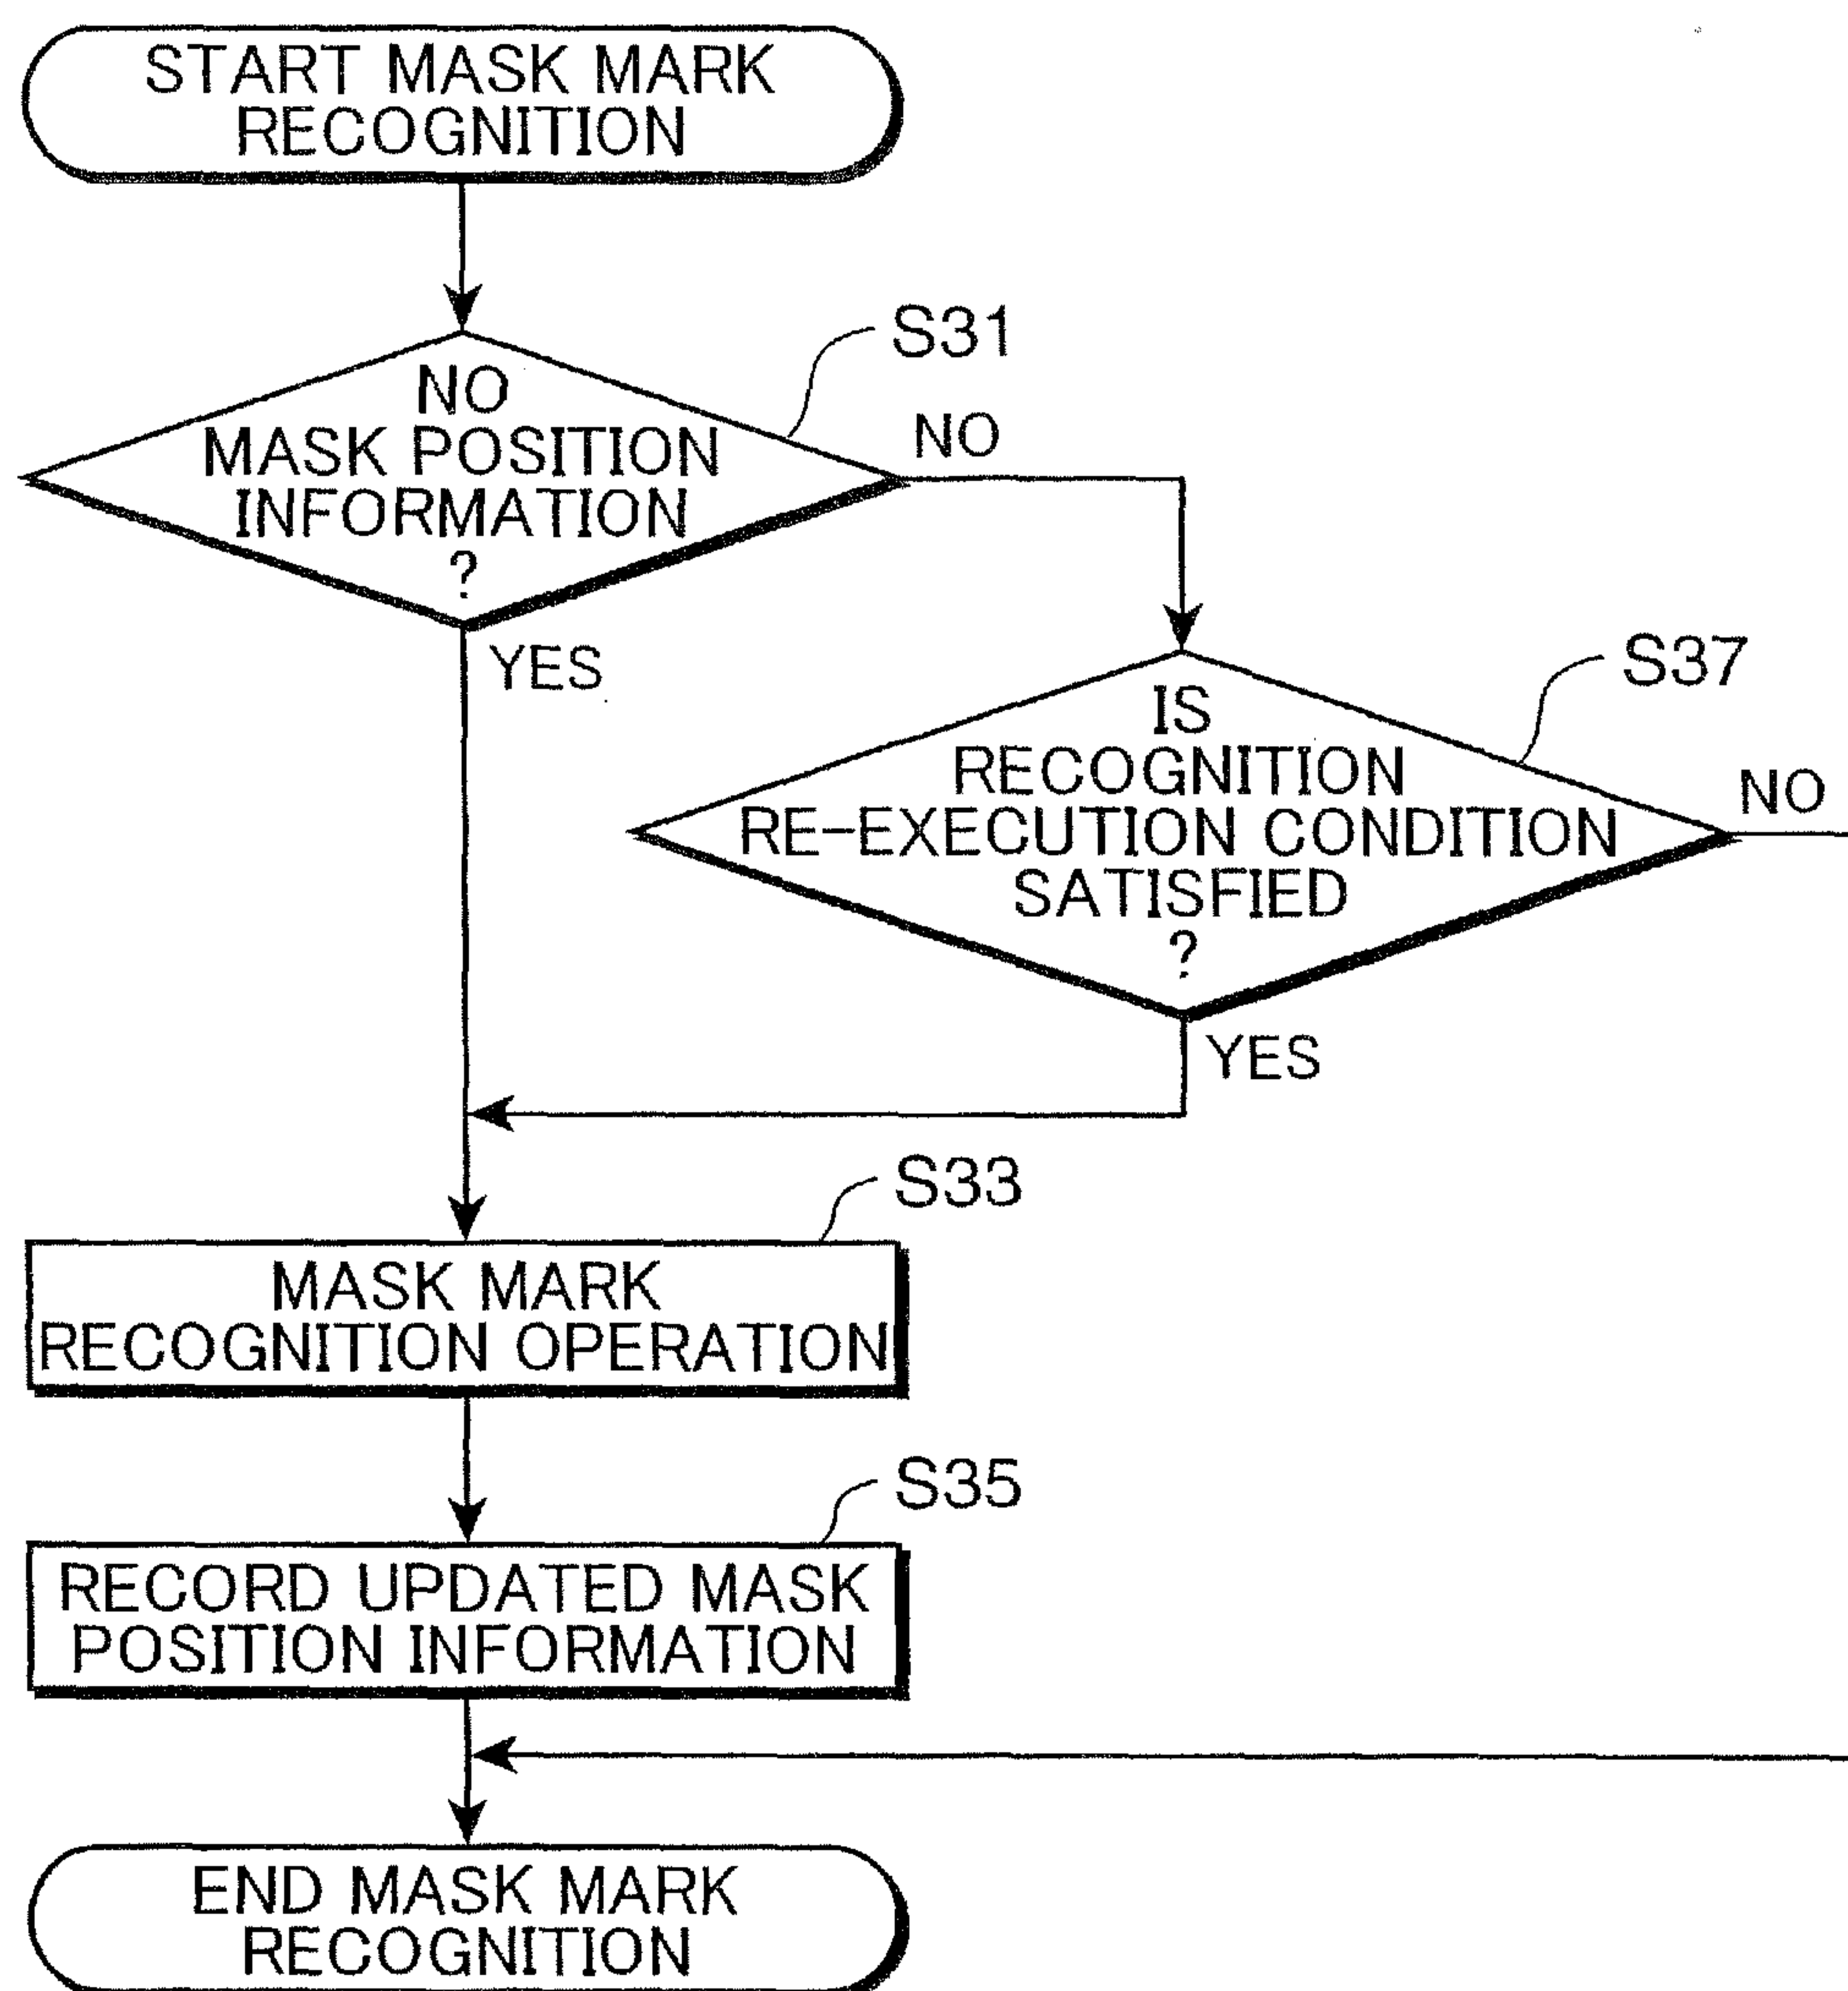 START MASK MARK
RECOGNITION
S31
NO
MASK POSITION
INFORMATION
?
NO
YES
S37
IS
RECOGNITION
RE-EXECUTION CONDITION
SATISFIED
?
NO
YES
S33
MASK MARK
RECOGNITION OPERATION
S35
RECORD UPDATED MASK
POSITION INFORMATION
END MASK MARK
RECOGNITION